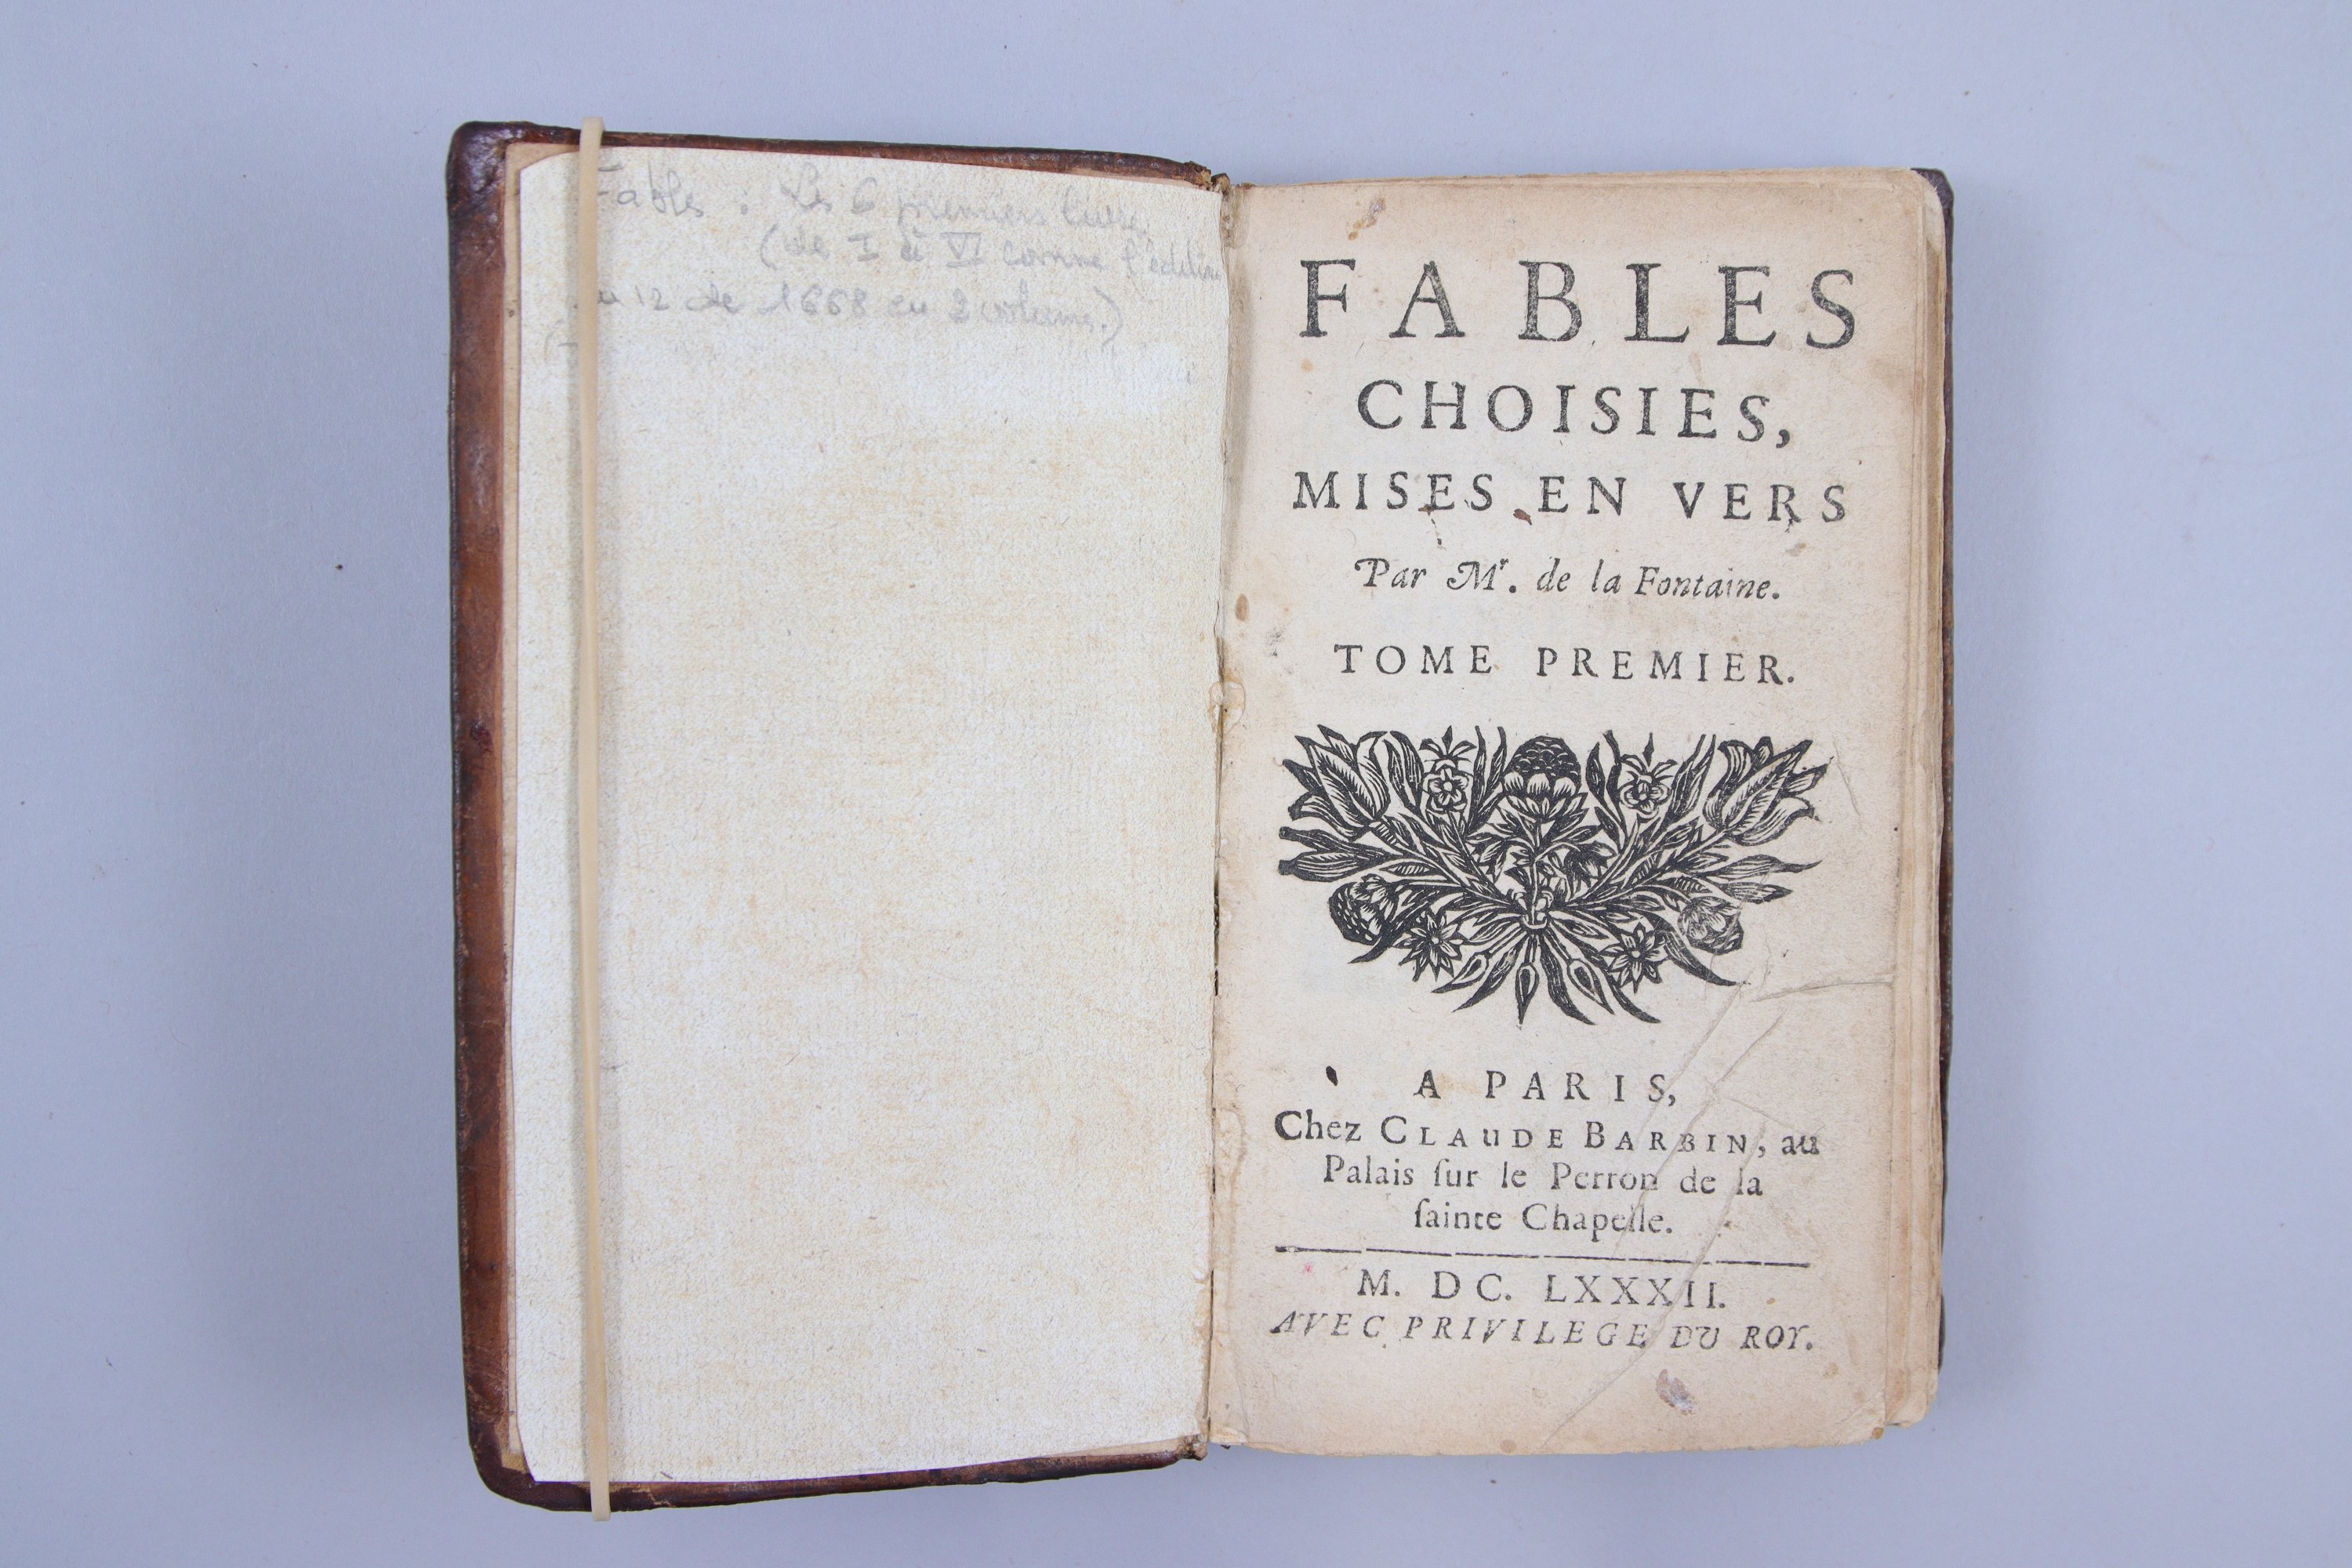 Fables : Les 6 premiers livres
(de I à VI comme l'édition
in 12 de 1668 en 2 volumes.)
FABLES
CHOISIES,
MISES EN VERS
Par Mr. de la Fontaine.
TOME PREMIER.
A PARIS,
Chez CLAUDE BARBIN, au
Palais ſur le Perron de la
ſainte Chapelle.
M. DC. LXXXII.
AVEC PRIVILEGE DU ROY.